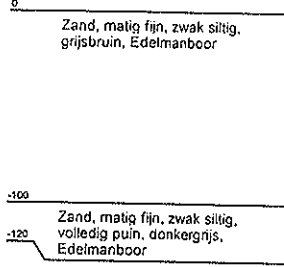 0
Zand, matig fijn, zwak siltig,
grijsbruin, Edelmanboor
-100
Zand, matig fijn, zwak siltig,
-120 volledig puin, donkergrijs,
Edelmanboor